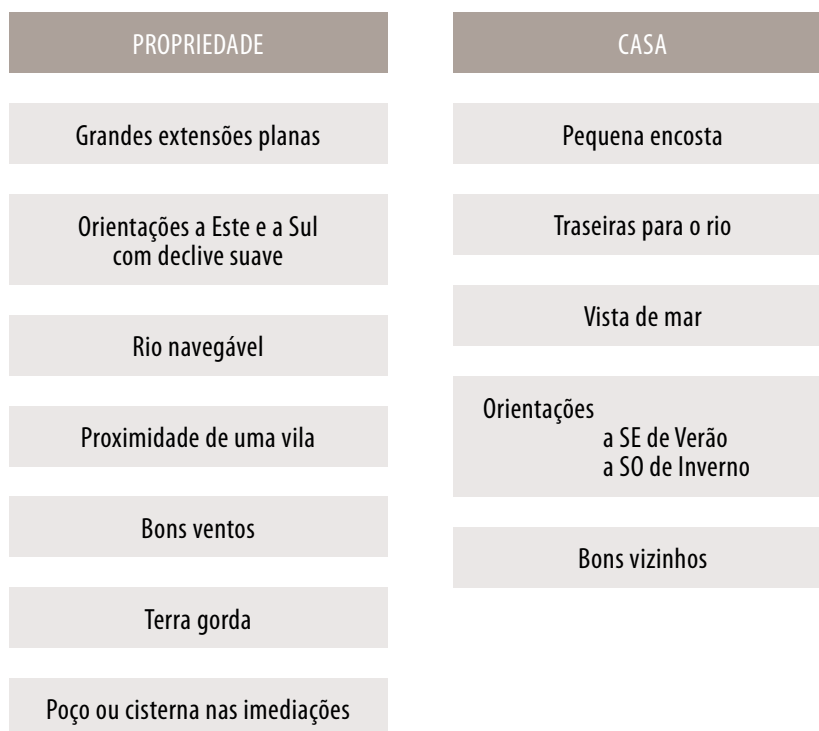 PROPRIEDADE
Grandes extensões planas
Orientações a Este e a Sul
com declive suave
Rio navegável
Proximidade de uma vila
Bons ventos
Terra gorda
Poço ou cisterna nas imediações
CASA
Pequena encosta
Traseiras para o rio
Vista de mar
Orientações
a SE de Verão
a SO de Inverno
Bons vizinhos